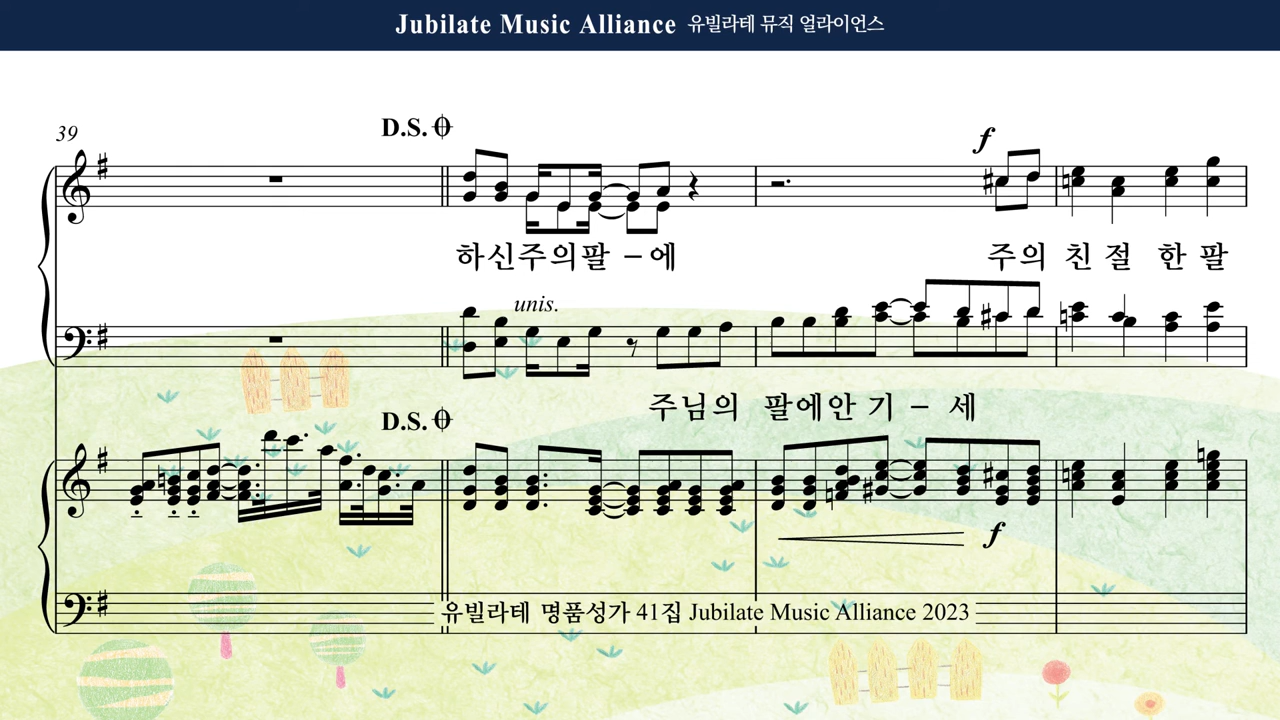 Jubilate Music Alliance 유빌라테 뮤직 얼라이언스
39
D.S.
f
하신주의팔 – 에 주의 친 절 한 팔
unis.
주님의 팔에안 기 – 세
D.S.
f
유빌라테 명품성가 41집 Jubilate Music Alliance 2023